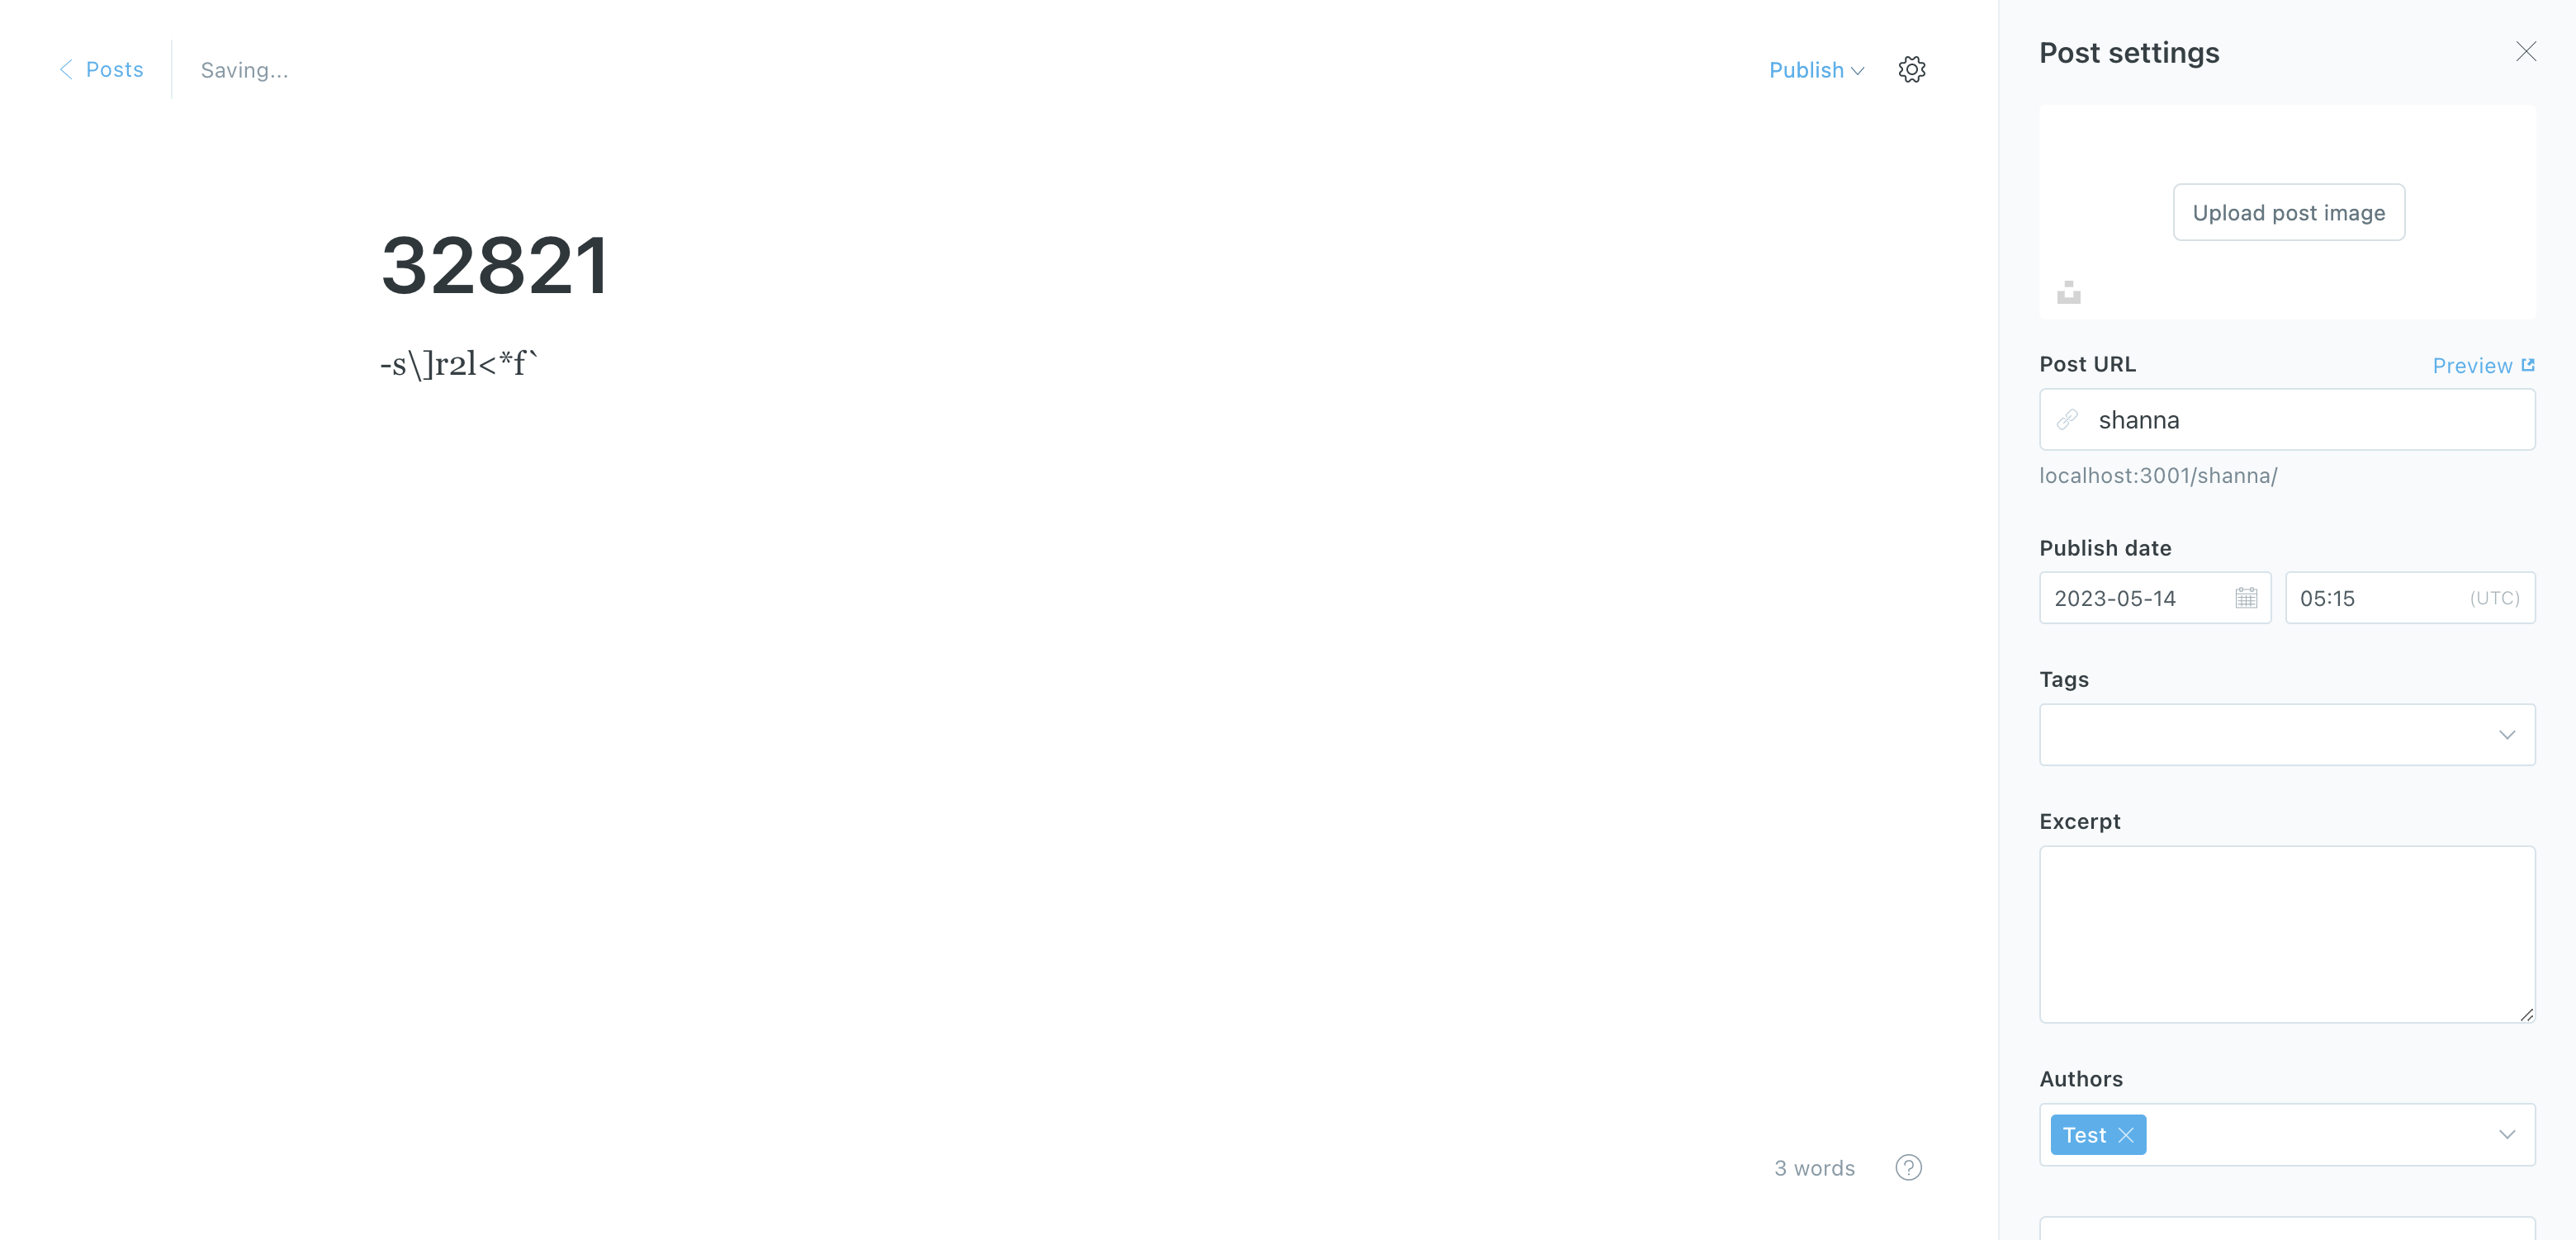 Posts
Saving...
Publish
32821
-s\]r2l<*f`
3 words
?
Post settings
Upload post image
Post URL
Preview
shanna
localhost:3001/shanna/
Publish date
2023-05-14
05:15
(UTC)
Tags
Excerpt
Authors
Test